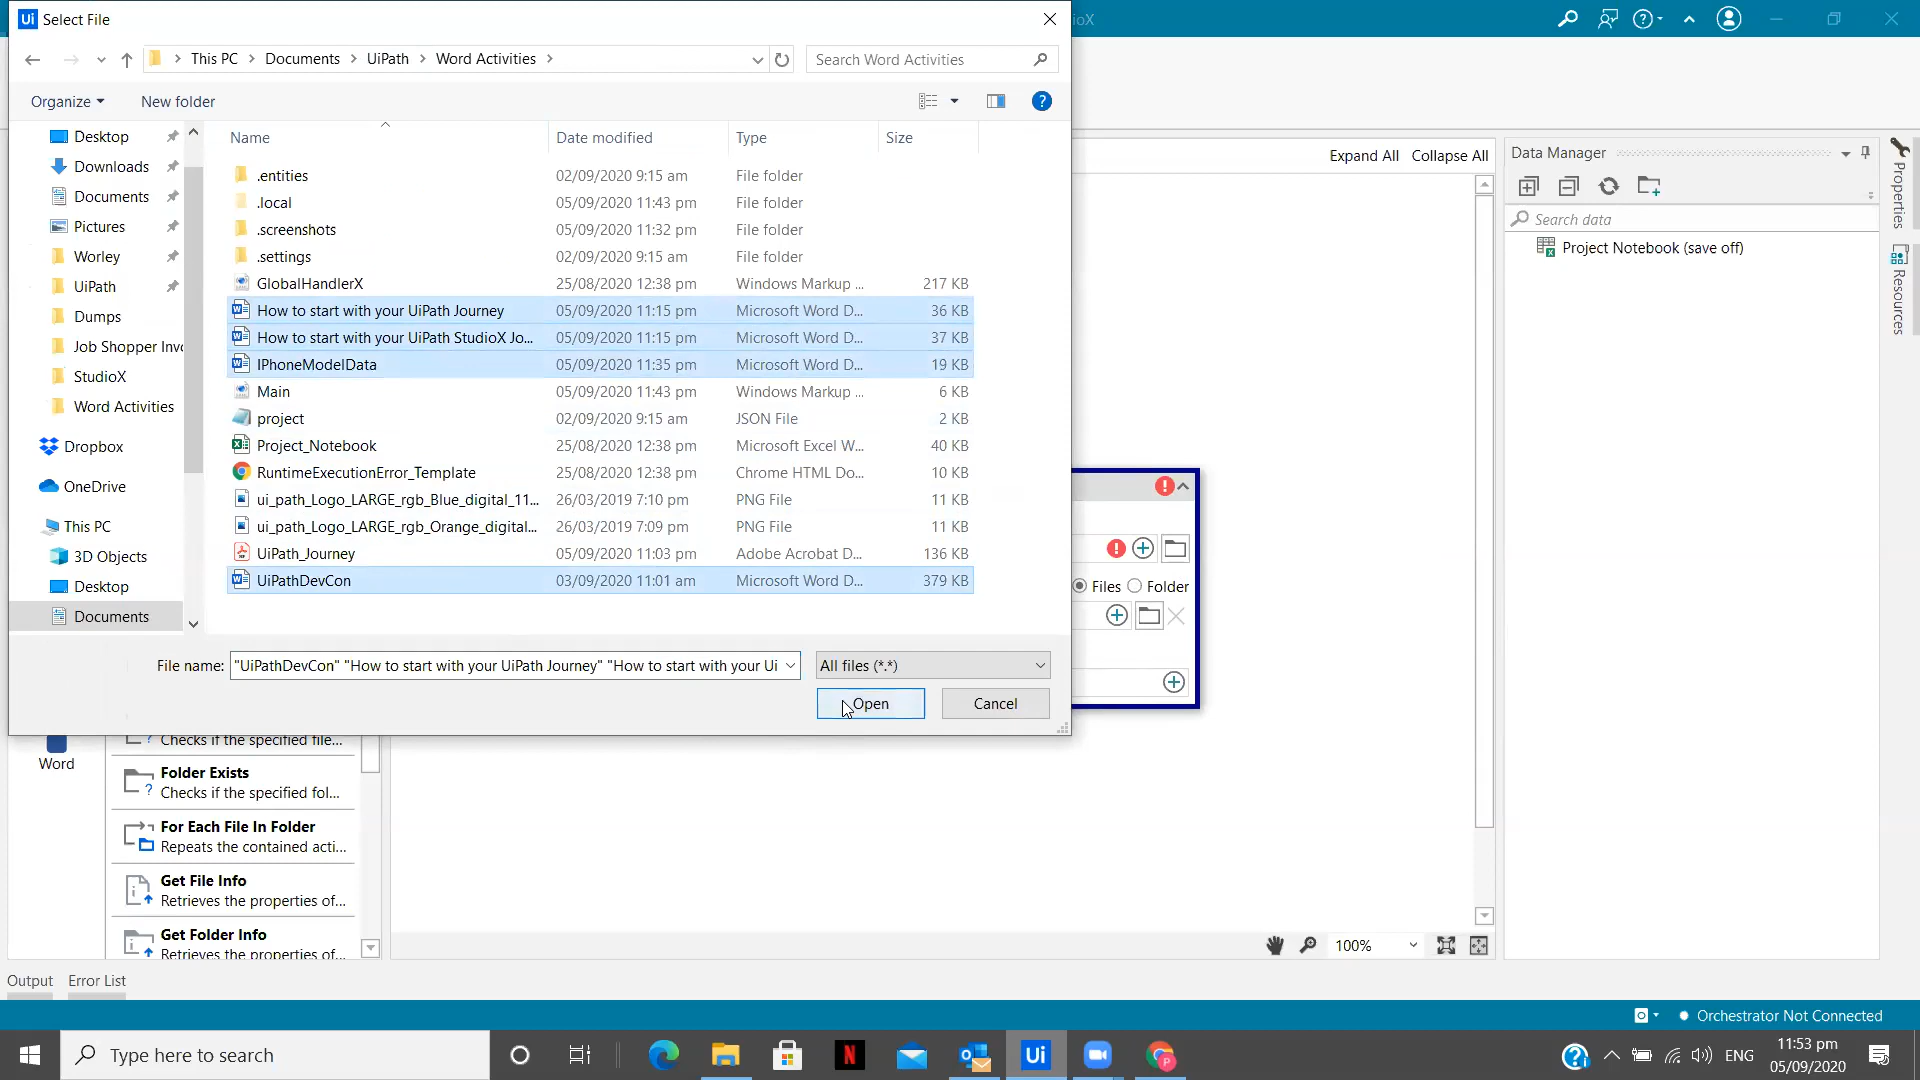 Ui Select File
ioX
This PC > Documents > UiPath > Word Activities >
Search Word Activities
Organize
New folder
Name Date modified Type Size
Desktop
Downloads
Documents
Pictures
Worley
UiPath
Dumps
Job Shopper Inv
StudioX
Word Activities
Dropbox
OneDrive
This PC
3D Objects
Desktop
Documents
.entities 02/09/2020 9:15 am File folder
.local 05/09/2020 11:43 pm File folder
.screenshots 05/09/2020 11:32 pm File folder
.settings 02/09/2020 9:15 am File folder
GlobalHandlerX 25/08/2020 12:38 pm Windows Markup ... 217 KB
How to start with your UiPath Journey 05/09/2020 11:15 pm Microsoft Word D... 36 KB
How to start with your UiPath StudioX Jo... 05/09/2020 11:15 pm Microsoft Word D... 37 KB
IPhoneModelData 05/09/2020 11:35 pm Microsoft Word D... 19 KB
Main 05/09/2020 11:43 pm Windows Markup ... 6 KB
project 02/09/2020 9:15 am JSON File 2 KB
Project_Notebook 25/08/2020 12:38 pm Microsoft Excel W... 40 KB
RuntimeExecutionError_Template 25/08/2020 12:38 pm Chrome HTML Do... 10 KB
ui_path_Logo_LARGE_rgb_Blue_digital_11... 26/03/2019 7:10 pm PNG File 11 KB
ui_path_Logo_LARGE_rgb_Orange_digital... 26/03/2019 7:09 pm PNG File 11 KB
UiPath_Journey 05/09/2020 11:03 pm Adobe Acrobat D... 136 KB
UiPathDevCon 03/09/2020 11:01 am Microsoft Word D... 379 KB
File name: "UiPathDevCon" "How to start with your UiPath Journey" "How to start with your Ui
All files (*.*)
Open
Cancel
Expand All Collapse All
Files Folder
Data Manager
Search data
Project Notebook (save off)
Properties
Resources
Word
Checks if the specified file...
Folder Exists
Checks if the specified fol...
For Each File In Folder
Repeats the contained acti...
Get File Info
Retrieves the properties of...
Get Folder Info
Retrieves the properties of...
100%
Output Error List
Orchestrator Not Connected
Type here to search
N
Ui
P
ENG
11:53 pm
05/09/2020